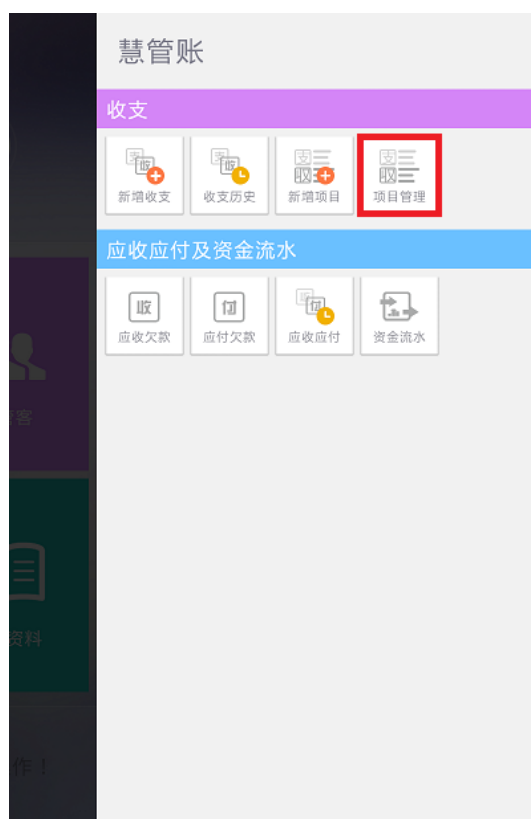 慧管账
收支
新增收支 收支历史 新增项目 项目管理
应收应付及资金流水
应收欠款 应付欠款 应收应付 资金流水
客
资料
作！